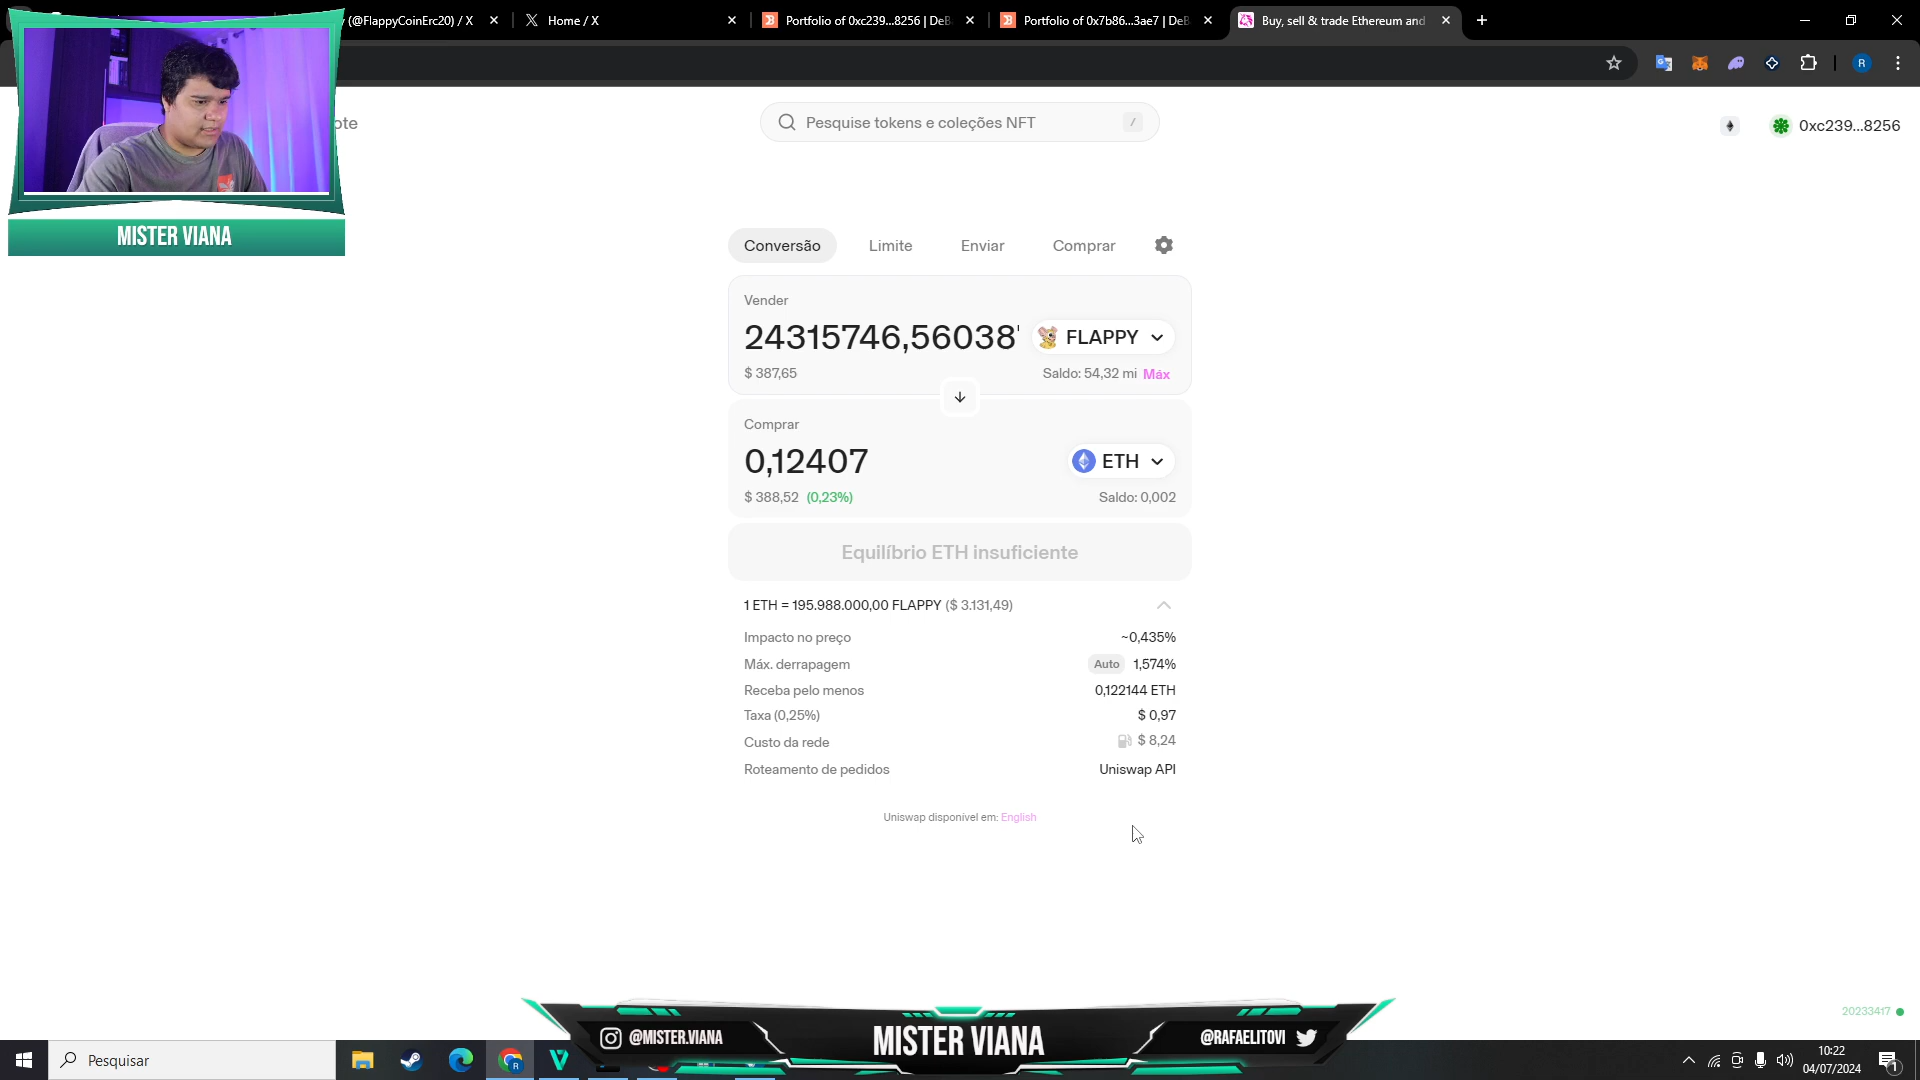 (@FlappyCoinErc20) / X
Home / X
Portfolio of 0xc239...8256 | DeB
Portfolio of 0x7b86...3ae7 | DeB
Buy, sell & trade Ethereum and
R
ote
Pesquise tokens e coleções NFT
/
0xc239...8256
MISTER VIANA
Conversão
Limite
Enviar
Comprar
Vender
24315746,56038
FLAPPY
$ 387,65
Saldo: 54,32 mi
Máx
Comprar
0,12407
ETH
$ 388,52 (0,23%)
Saldo: 0,002
Equilíbrio ETH insuficiente
1 ETH = 195.988.000,00 FLAPPY ($ 3.131,49)
Impacto no preço
~0,435%
Máx. derrapagem
Auto
1,574%
Receba pelo menos
0,122144 ETH
Taxa (0,25%)
$ 0,97
Custo da rede
$ 8,24
Roteamento de pedidos
Uniswap API
Uniswap disponível em: English
20233417
@MISTER.VIANA
MISTER VIANA
@RAFAELITOVI
Pesquisar
10:22
04/07/2024
1